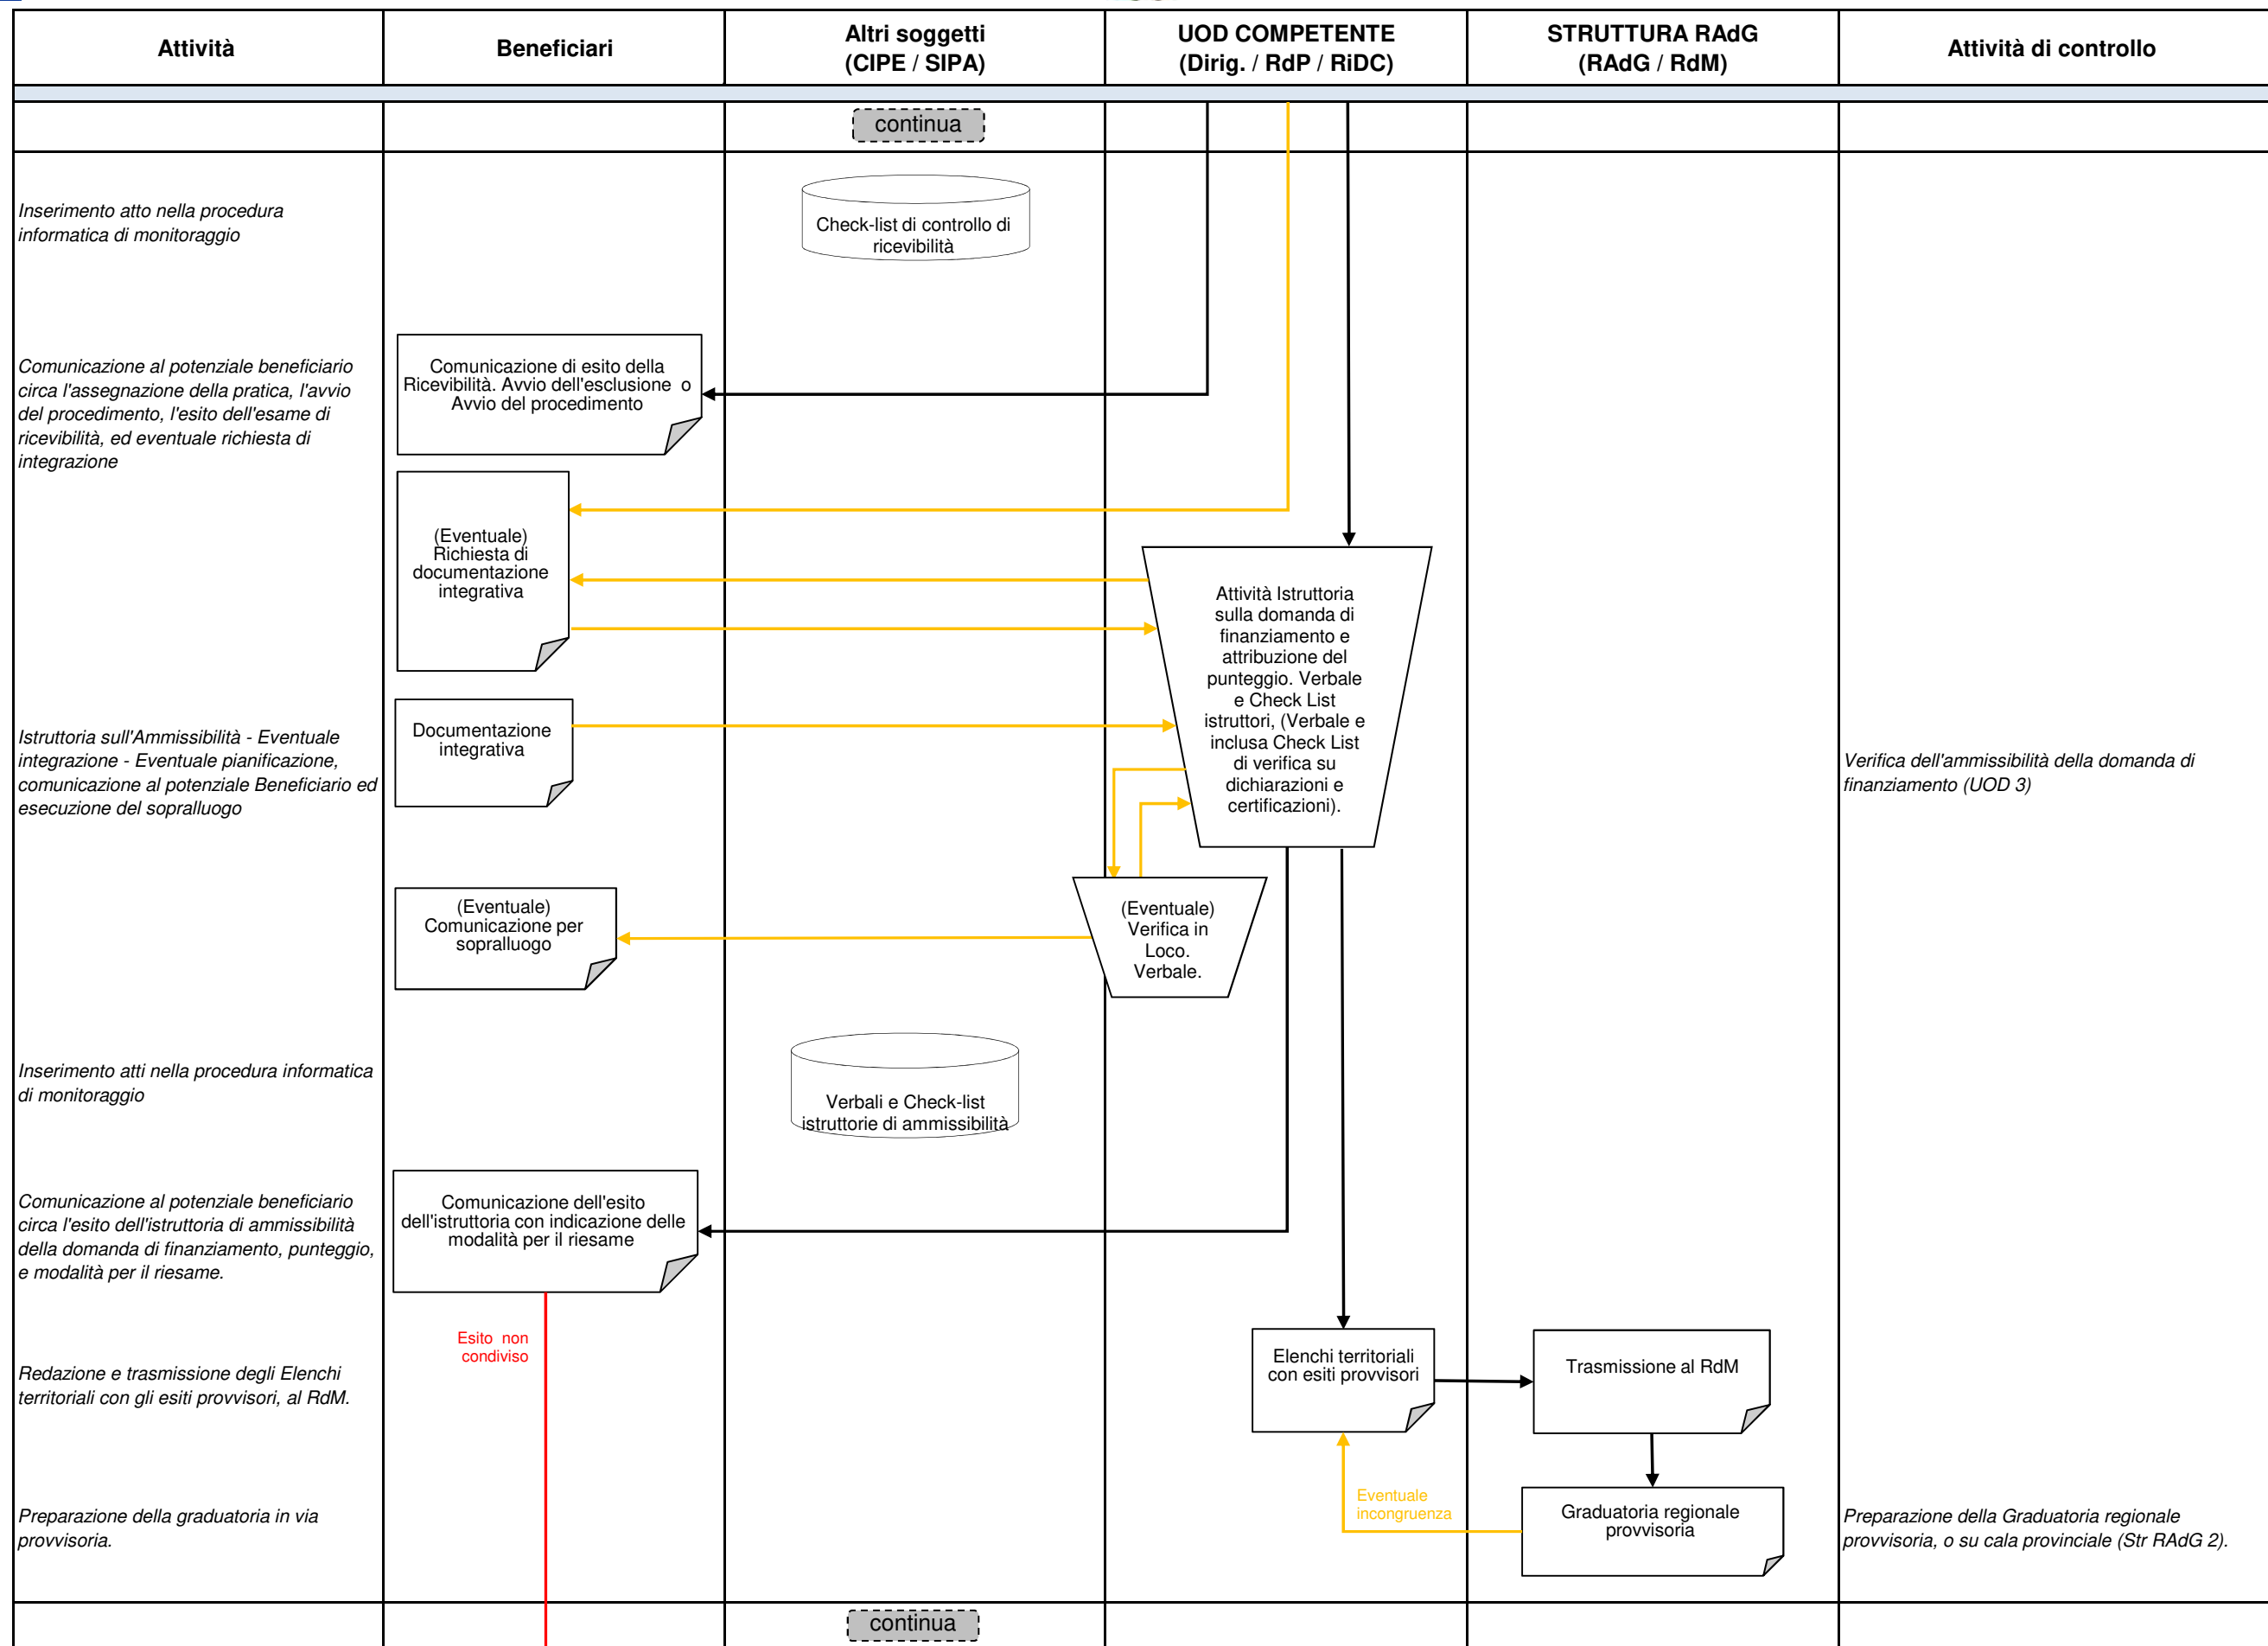 Attività
Beneficiari
Altri soggetti
(CIPE / SIPA)
UOD COMPETENTE
(Dirig. / RdP / RiDC)
STRUTTURA RAdG
(RAdG / RdM)
Attività di controllo
continua
Inserimento atto nella procedura
informatica di monitoraggio
Check-list di controllo di
ricevibilità
Comunicazione al potenziale beneficiario
circa l'assegnazione della pratica, l'avvio
del procedimento, l'esito dell'esame di
ricevibilità, ed eventuale richiesta di
integrazione
Comunicazione di esito della
Ricevibilità. Avvio dell'esclusione o
Avvio del procedimento
(Eventuale)
Richiesta di
documentazione
integrativa
Attività Istruttoria
sulla domanda di
finanziamento e
attribuzione del
punteggio. Verbale
e Check List
istruttori, (Verbale e
inclusa Check List
di verifica su
dichiarazioni e
certificazioni).
Istruttoria sull'Ammissibilità - Eventuale
integrazione - Eventuale pianificazione,
comunicazione al potenziale Beneficiario ed
esecuzione del sopralluogo
Documentazione
integrativa
Verifica dell'ammissibilità della domanda di
finanziamento (UOD 3)
(Eventuale)
Comunicazione per
sopralluogo
(Eventuale)
Verifica in
Loco.
Verbale.
Inserimento atti nella procedura informatica
di monitoraggio
Verbali e Check-list
istruttorie di ammissibilità
Comunicazione al potenziale beneficiario
circa l'esito dell'istruttoria di ammissibilità
della domanda di finanziamento, punteggio,
e modalità per il riesame.
Comunicazione dell'esito
dell'istruttoria con indicazione delle
modalità per il riesame
Esito non
condiviso
Redazione e trasmissione degli Elenchi
territoriali con gli esiti provvisori, al RdM.
Elenchi territoriali
con esiti provvisori
Trasmissione al RdM
Eventuale
incongruenza
Preparazione della graduatoria in via
provvisoria.
Graduatoria regionale
provvisoria
Preparazione della Graduatoria regionale
provvisoria, o su cala provinciale (Str RAdG 2).
continua